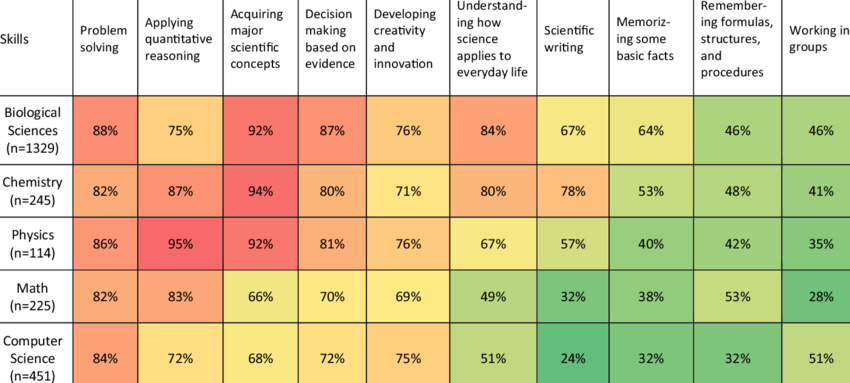 Skills
Problem
solving
Applying
quantitative
reasoning
Acquiring
major
scientific
concepts
Decision
making
based on
evidence
Developing
creativity
and
innovation
Understand-
ing how
science
applies to
everyday life
Scientific
writing
Memoriz-
ing some
basic facts
Remember-
ing formulas,
structures,
and
procedures
Working in
groups
Biological
Sciences
(n=1329)
88% 75% 92% 87% 76% 84% 67% 64% 46% 46%
Chemistry
(n=245)
82% 87% 94% 80% 71% 80% 78% 53% 48% 41%
Physics
(n=114)
86% 95% 92% 81% 76% 67% 57% 40% 42% 35%
Math
(n=225)
82% 83% 66% 70% 69% 49% 32% 38% 53% 28%
Computer
Science
(n=451)
84% 72% 68% 72% 75% 51% 24% 32% 32% 51%